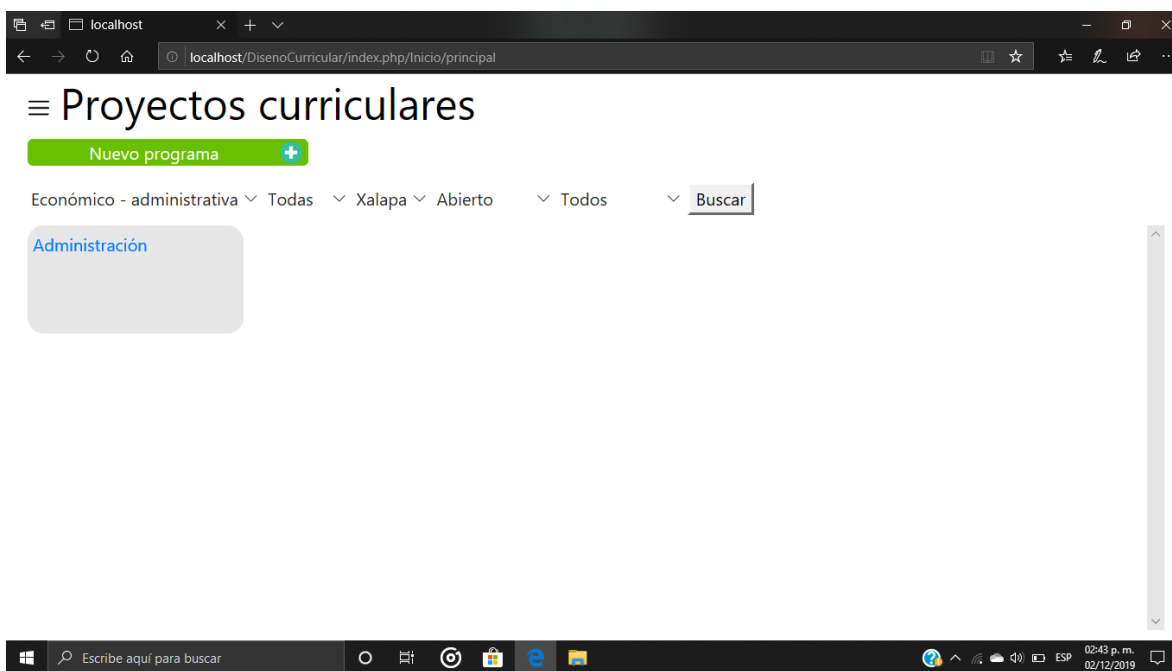 localhost
localhost/DisenoCurricular/index.php/Inicio/principal
Proyectos curriculares
Nuevo programa
Económico - administrativa Todas Xalapa Abierto Todos Buscar
Administración
Escribe aquí para buscar
ESP
02:43 p. m.
02/12/2019